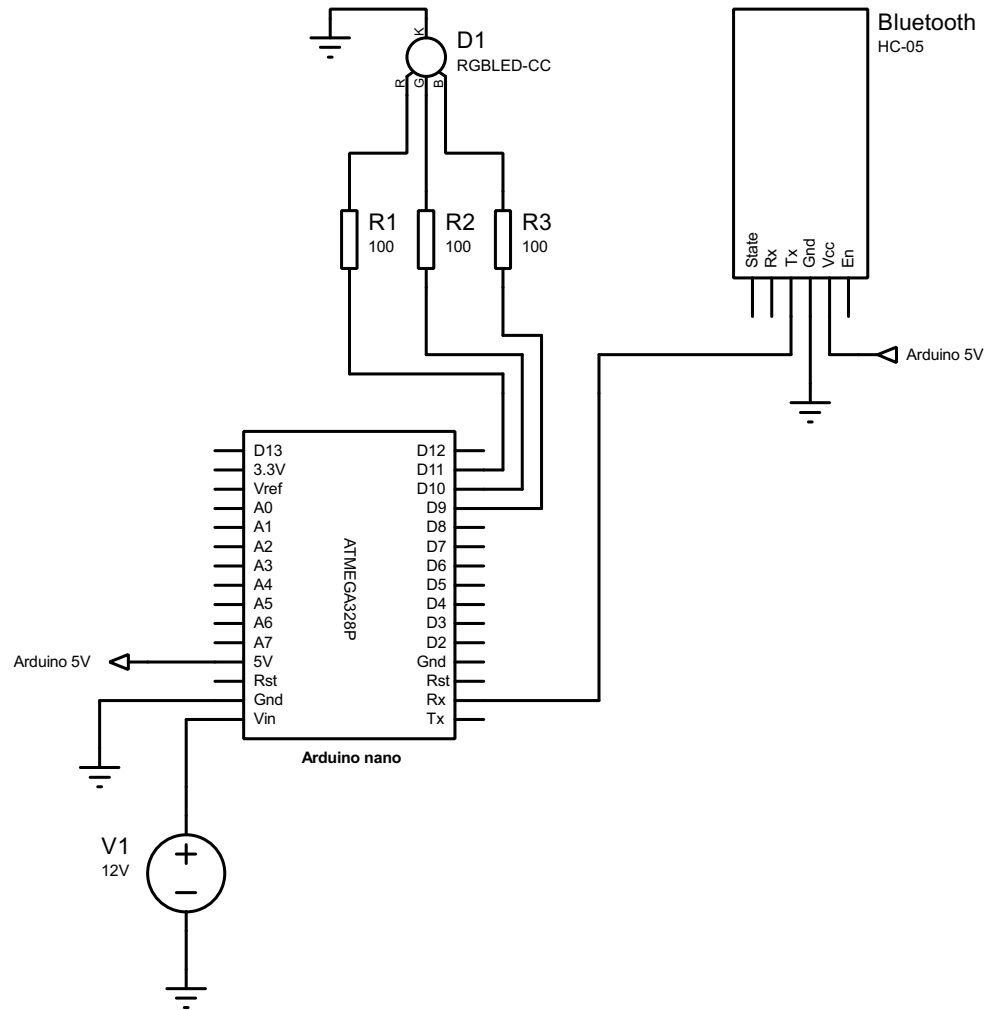 D1
RGBLED-CC
K
R
G
B
Bluetooth
HC-05
State
Rx
Tx
Gnd
Vcc
En
Arduino 5V
R1
100
R2
100
R3
100
D13
3.3V
Vref
A0
A1
A2
A3
A4
A5
A6
A7
5V
Rst
Gnd
Vin
ATMEGA328P
D12
D11
D10
D9
D8
D7
D6
D5
D4
D3
D2
Gnd
Rst
Rx
Tx
Arduino 5V
Arduino nano
V1
12V